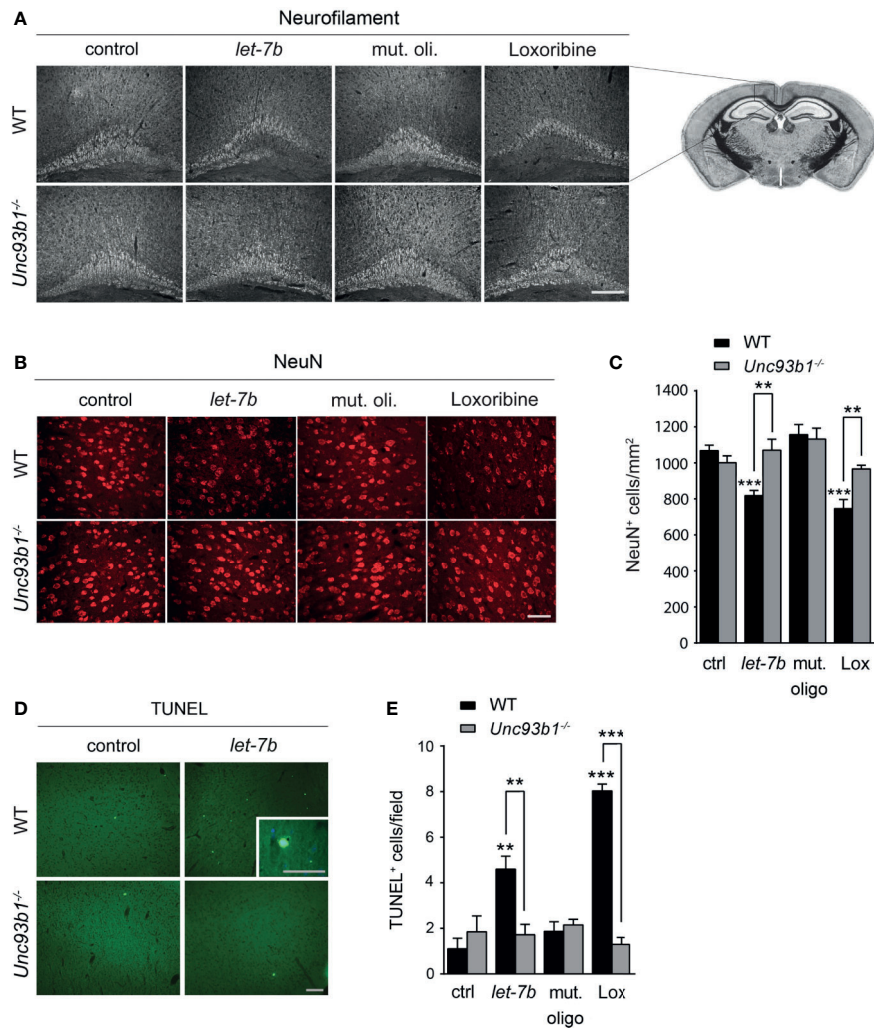 A
Neurofilament
control let-7b mut. oli. Loxoribine
WT
Unc93b1-/-
B
NeuN
control let-7b mut. oli. Loxoribine
WT
Unc93b1-/-
C
WT
Unc93b1-/-
NeuN+ cells/mm2
1400
1200
1000
800
600
400
200
0
**
**
***
***
ctrl let-7b mut. oligo Lox
D
TUNEL
control let-7b
WT
Unc93b1-/-
E
WT
Unc93b1-/-
TUNEL+ cells/field
10
8
6
4
2
0
***
***
**
**
ctrl let-7b mut. oligo Lox